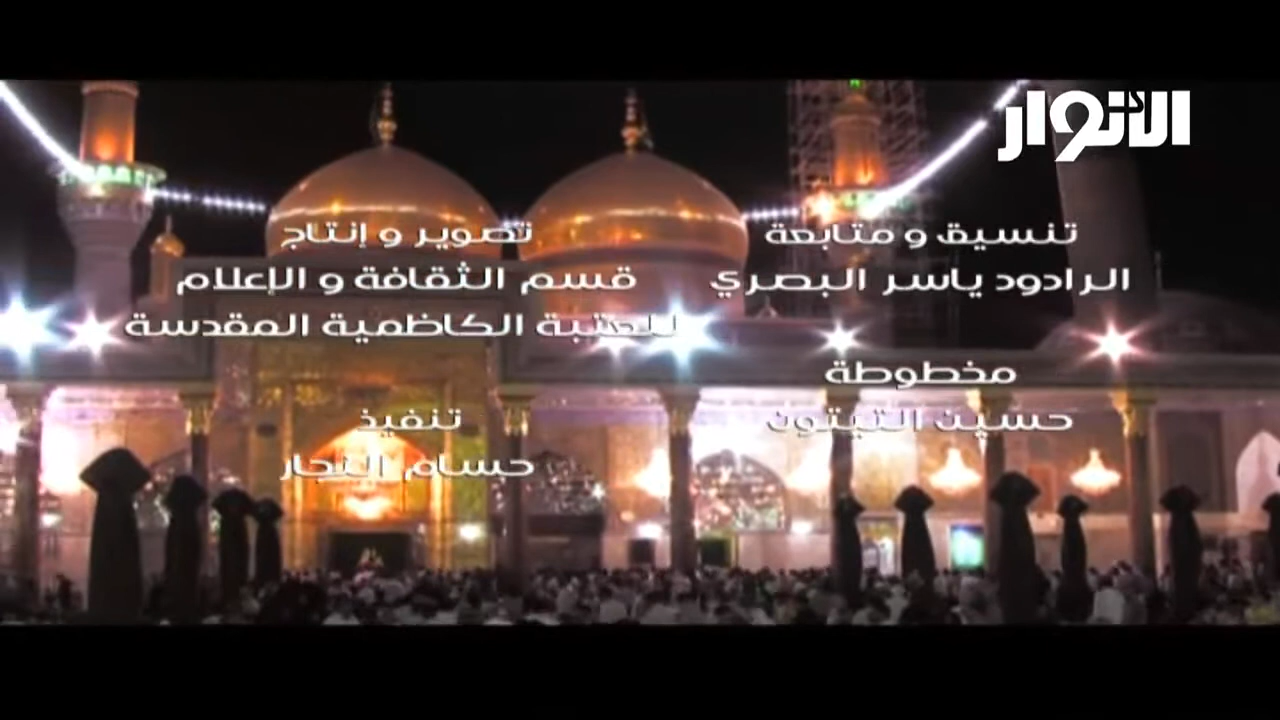 الانوار
تنسيق و متابعة
الرادود ياسر البصري
مخطوطة
حسين التيتون
تصوير و إنتاج
قسم الثقافة و الإعلام
للعتبة الكاظمية المقدسة
تنفيذ
حسام النجار